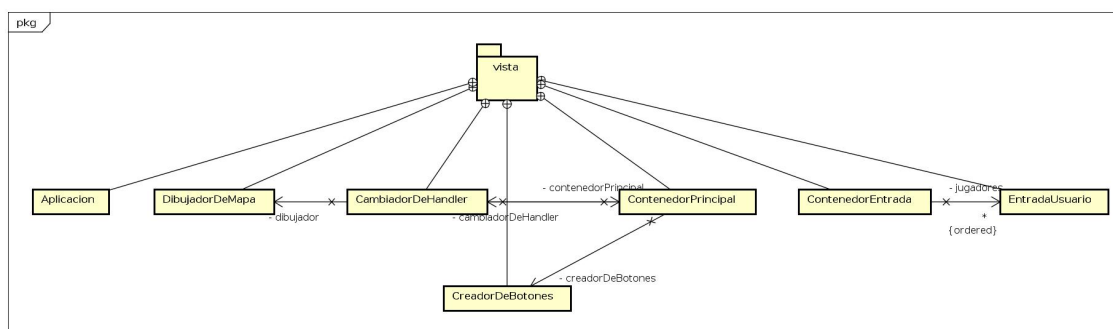 pkg
vista
- contenedorPrincipal
- jugadores
Aplicacion
DibujadorDeMapa
CambiadorDeHandler
ContenedorPrincipal
ContenedorEntrada
EntradaUsuario
- dibujador
- cambiadorDeHandler
*
{ordered}
- creadorDeBotones
CreadorDeBotones